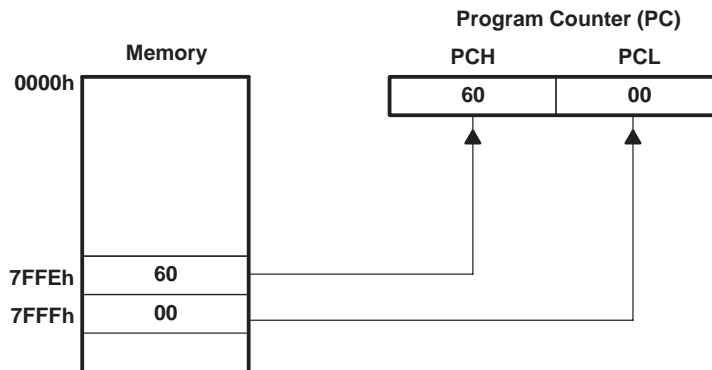 Program Counter (PC)
Memory
PCH
PCL
0000h
60
00
7FFEh
60
7FFFh
00